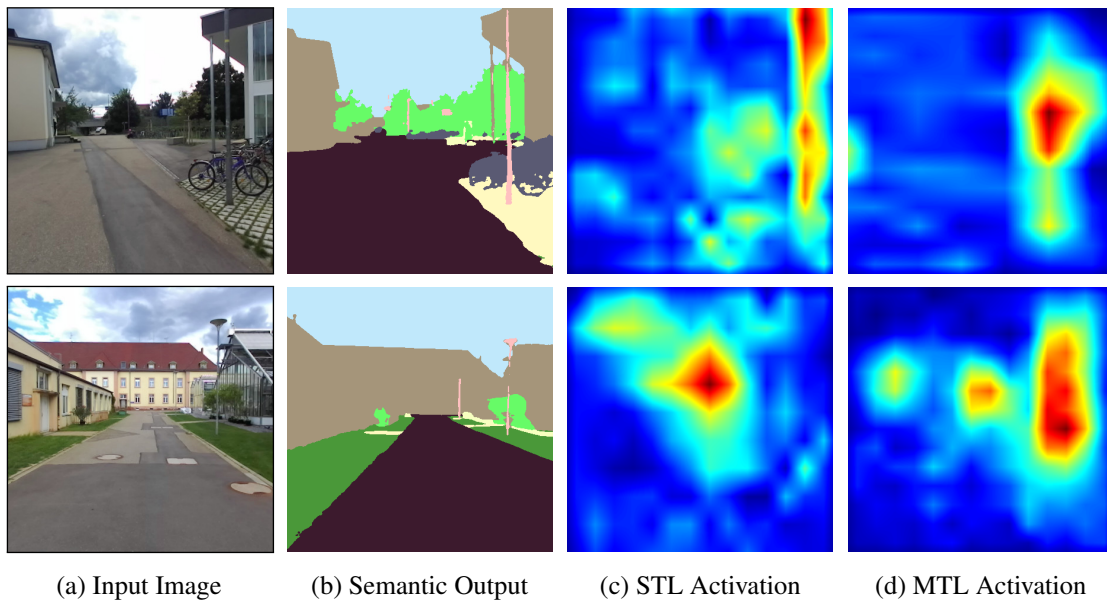 (a) Input Image
(b) Semantic Output
(c) STL Activation
(d) MTL Activation